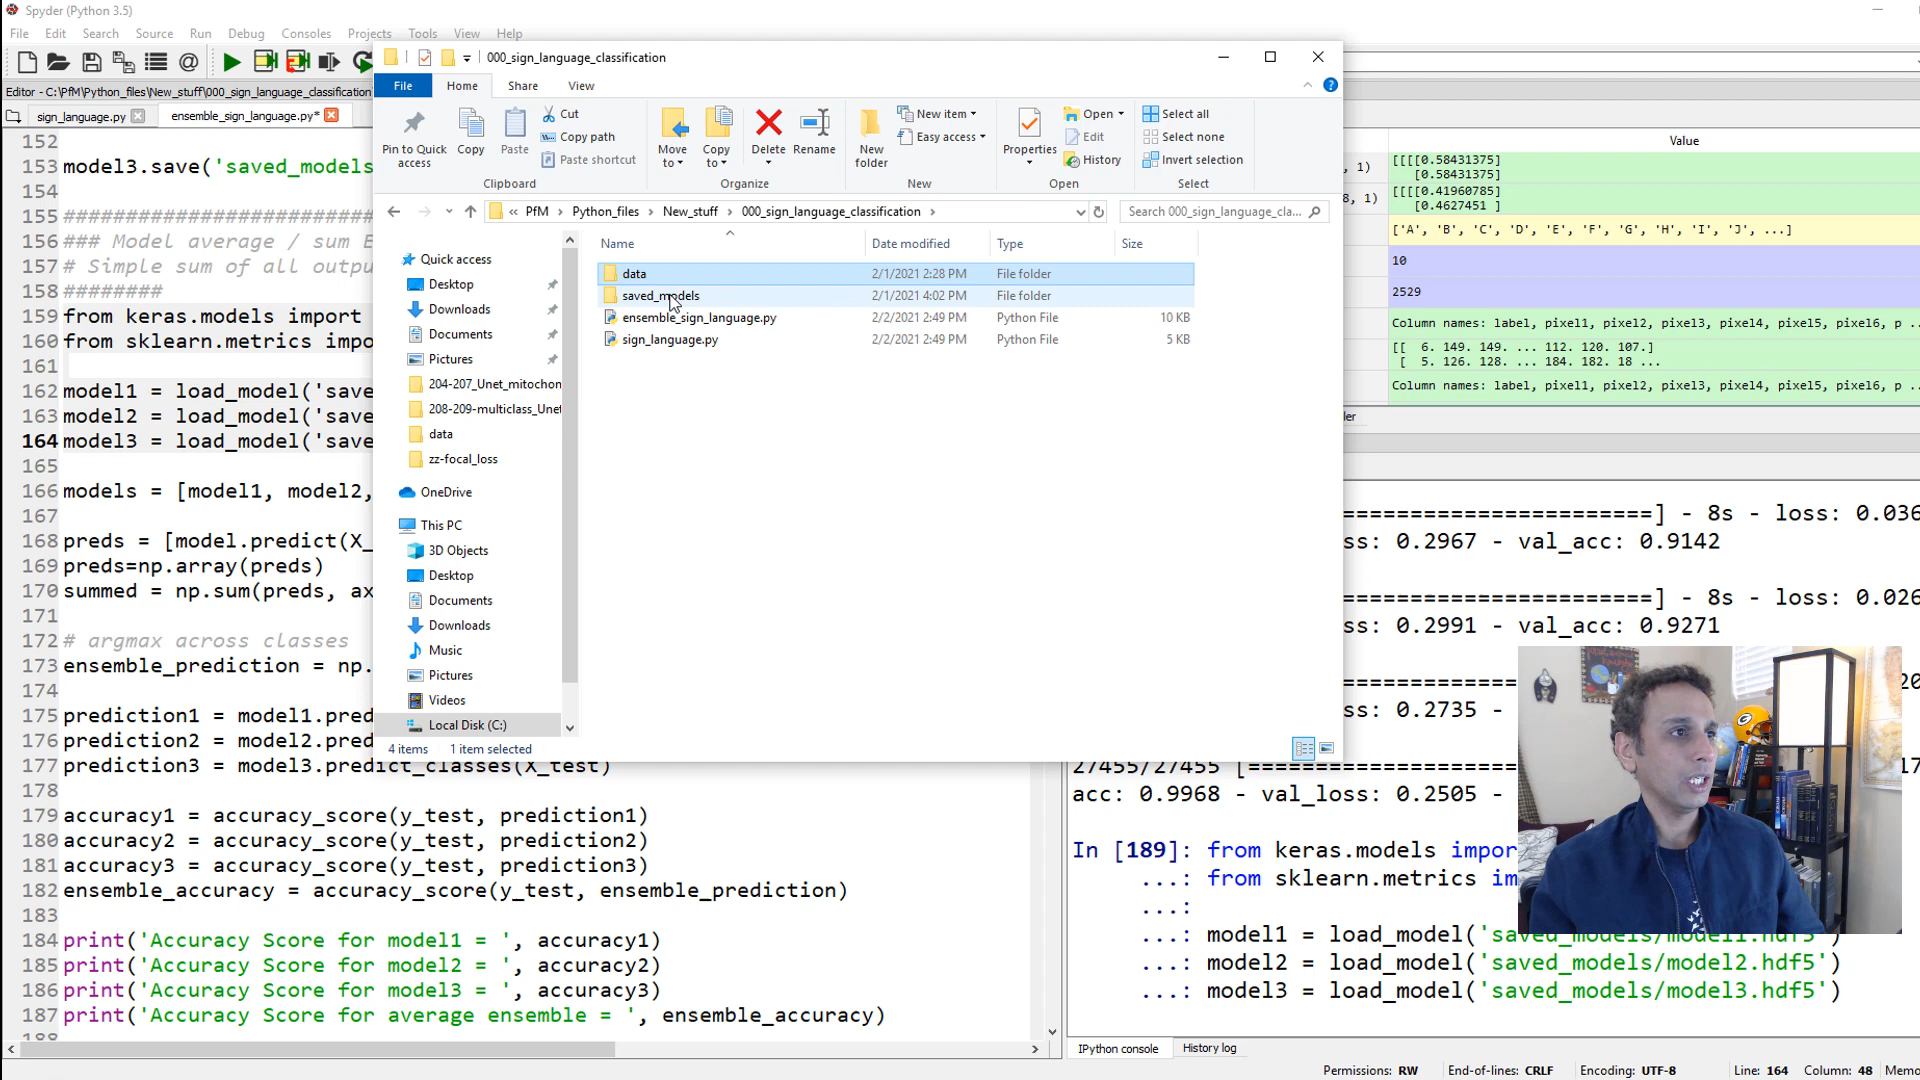 Spyder (Python 3.5)
File Edit Search Source Run Debug Consoles Projects Tools View Help
Editor - C:\PfM\Python_files\New_stuff\000_sign_language_classification\
sign_language.py
ensemble_sign_language.py*
152
153 model3.save('saved_models
154
155 ########################
156 ### Model average / sum E
157 # Simple sum of all outpu
158 ########
159 from keras.models import
160 from sklearn.metrics impo
161
162 model1 = load_model('save
163 model2 = load_model('save
164 model3 = load_model('save
165
166 models = [model1, model2,
167
168 preds = [model.predict(X_
169 preds=np.array(preds)
170 summed = np.sum(preds, ax
171
172 # argmax across classes
173 ensemble_prediction = np.
174
175 prediction1 = model1.pred
176 prediction2 = model2.pred
177 prediction3 = model3.predict_classes(X_test)
178
179 accuracy1 = accuracy_score(y_test, prediction1)
180 accuracy2 = accuracy_score(y_test, prediction2)
181 accuracy3 = accuracy_score(y_test, prediction3)
182 ensemble_accuracy = accuracy_score(y_test, ensemble_prediction)
183
184 print('Accuracy Score for model1 = ', accuracy1)
185 print('Accuracy Score for model2 = ', accuracy2)
186 print('Accuracy Score for model3 = ', accuracy3)
187 print('Accuracy Score for average ensemble = ', ensemble_accuracy)
188
000_sign_language_classification
File Home Share View
Pin to Quick access
Copy
Paste
Cut
Copy path
Paste shortcut
Clipboard
Move to
Copy to
Delete
Rename
Organize
New folder
New item
Easy access
New
Properties
Open
Edit
History
Open
Select all
Select none
Invert selection
Select
« PfM > Python_files > New_stuff > 000_sign_language_classification >
Search 000_sign_language_cla...
Name Date modified Type Size
data 2/1/2021 2:28 PM File folder
saved_models 2/1/2021 4:02 PM File folder
ensemble_sign_language.py 2/2/2021 2:49 PM Python File 10 KB
sign_language.py 2/2/2021 2:49 PM Python File 5 KB
Quick access
Desktop
Downloads
Documents
Pictures
204-207_Unet_mitochon
208-209-multiclass_Unet
data
zz-focal_loss
OneDrive
This PC
3D Objects
Desktop
Documents
Downloads
Music
Pictures
Videos
Local Disk (C:)
4 items 1 item selected
Value
, 1) [[[[0.58431375]
[0.58431375]
8, 1) [[[[0.41960785]
[0.4627451 ]
['A', 'B', 'C', 'D', 'E', 'F', 'G', 'H', 'I', 'J', ...]
10
2529
Column names: label, pixel1, pixel2, pixel3, pixel4, pixel5, pixel6, p ..
[[ 6. 149. 149. ... 112. 120. 107.]
[ 5. 126. 128. ... 184. 182. 18 ...
Column names: label, pixel1, pixel2, pixel3, pixel4, pixel5, pixel6, p ..
ler
=======================] - 8s - loss: 0.036
ss: 0.2967 - val_acc: 0.9142
=======================] - 8s - loss: 0.026
ss: 0.2991 - val_acc: 0.9271
ss: 0.2735 -
27455/27455 [====================
acc: 0.9968 - val_loss: 0.2505 -
In [189]: from keras.models impor
...: from sklearn.metrics im
...:
...: model1 = load_model('saved_models/model1.hdf5')
...: model2 = load_model('saved_models/model2.hdf5')
...: model3 = load_model('saved_models/model3.hdf5')
IPython console History log
Permissions: RW End-of-lines: CRLF Encoding: UTF-8 Line: 164 Column: 48 Memo